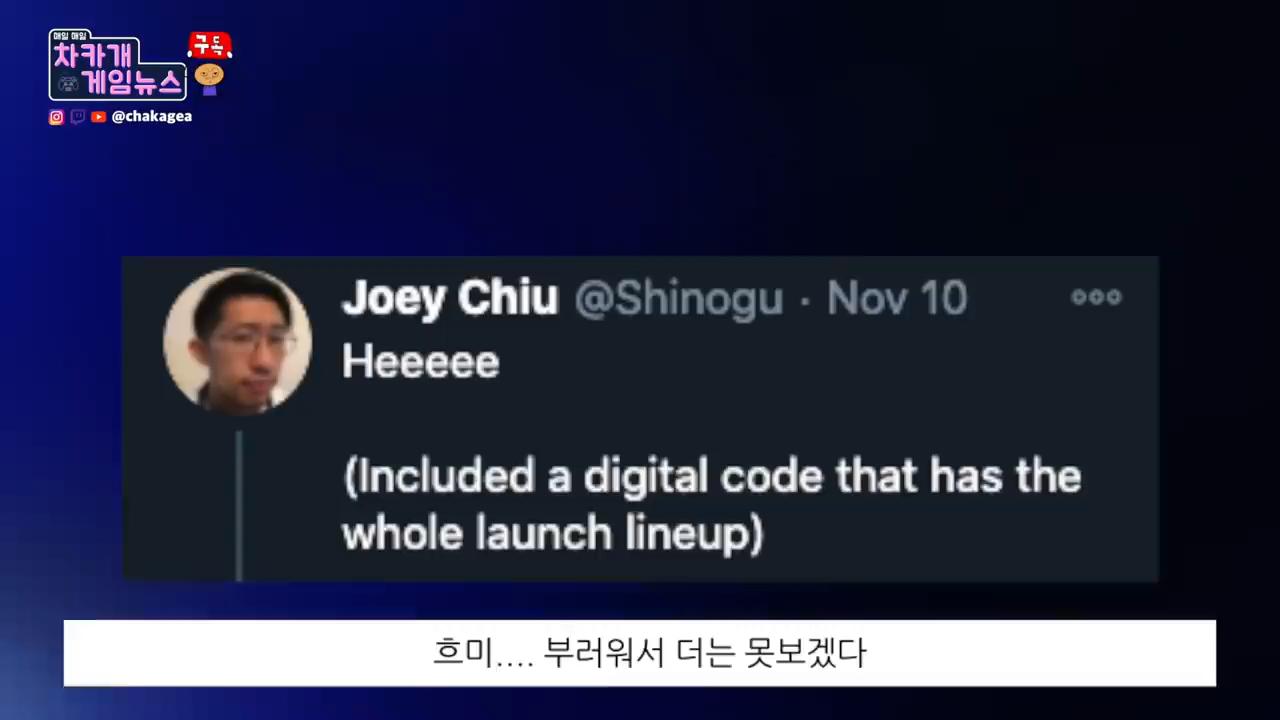 매일 매일
차카개
게임뉴스
구독
@chakagea
Joey Chiu @Shinogu · Nov 10
Heeeee
(Included a digital code that has the
whole launch lineup)
흐미.... 부러워서 더는 못보겠다